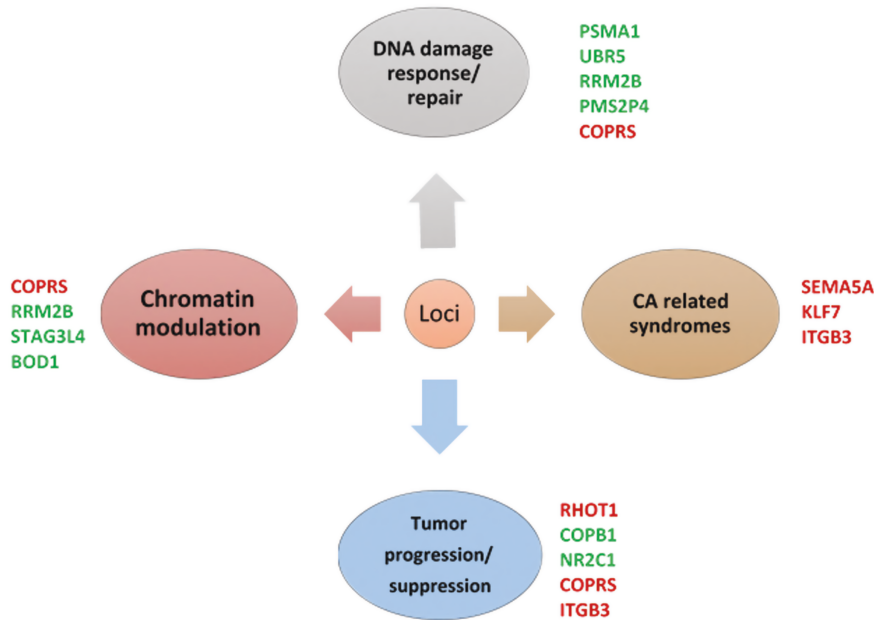 DNA damage
response/
repair
PSMA1
UBR5
RRM2B
PMS2P4
COPRS
COPRS
RRM2B
STAG3L4
BOD1
Chromatin
modulation
Loci
CA related
syndromes
SEMA5A
KLF7
ITGB3
Tumor
progression/
suppression
RHOT1
COPB1
NR2C1
COPRS
ITGB3